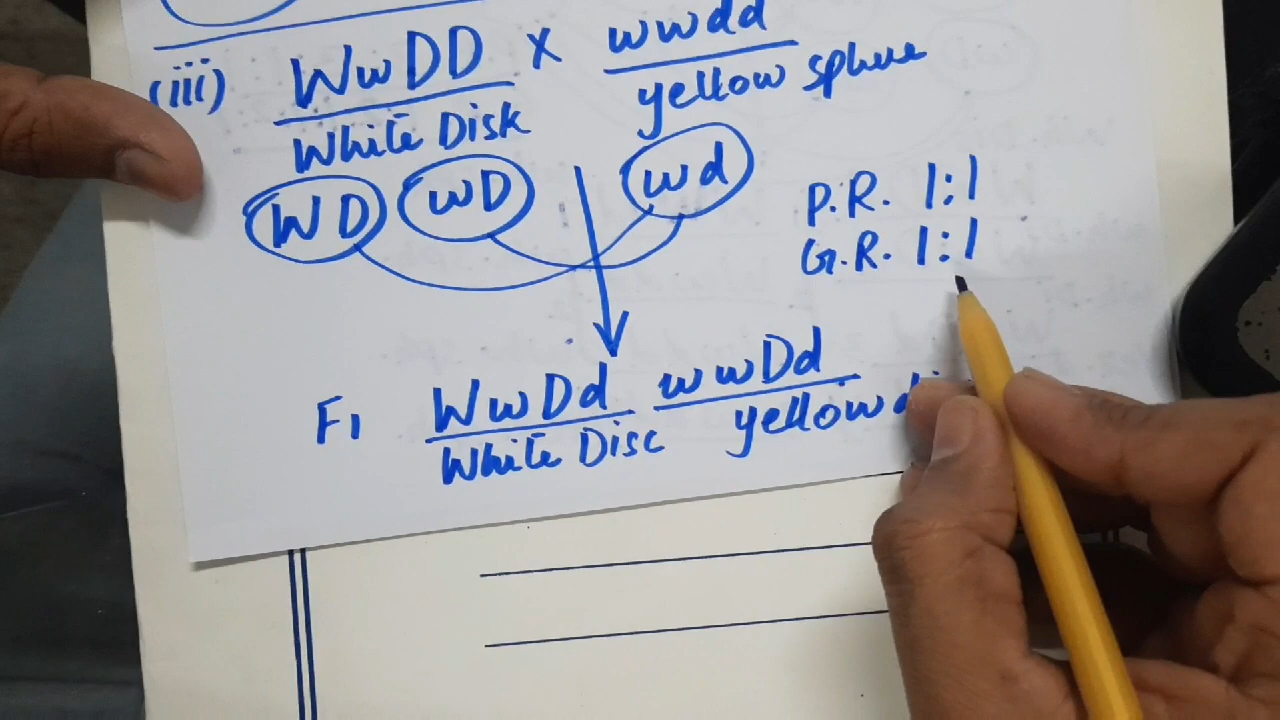 (iii) WwDD x wwdd
White Disk yellow sphere
WD wD wd
P.R. 1:1
G.R. 1:1
F1 WwDd wwDd
White Disc yellow